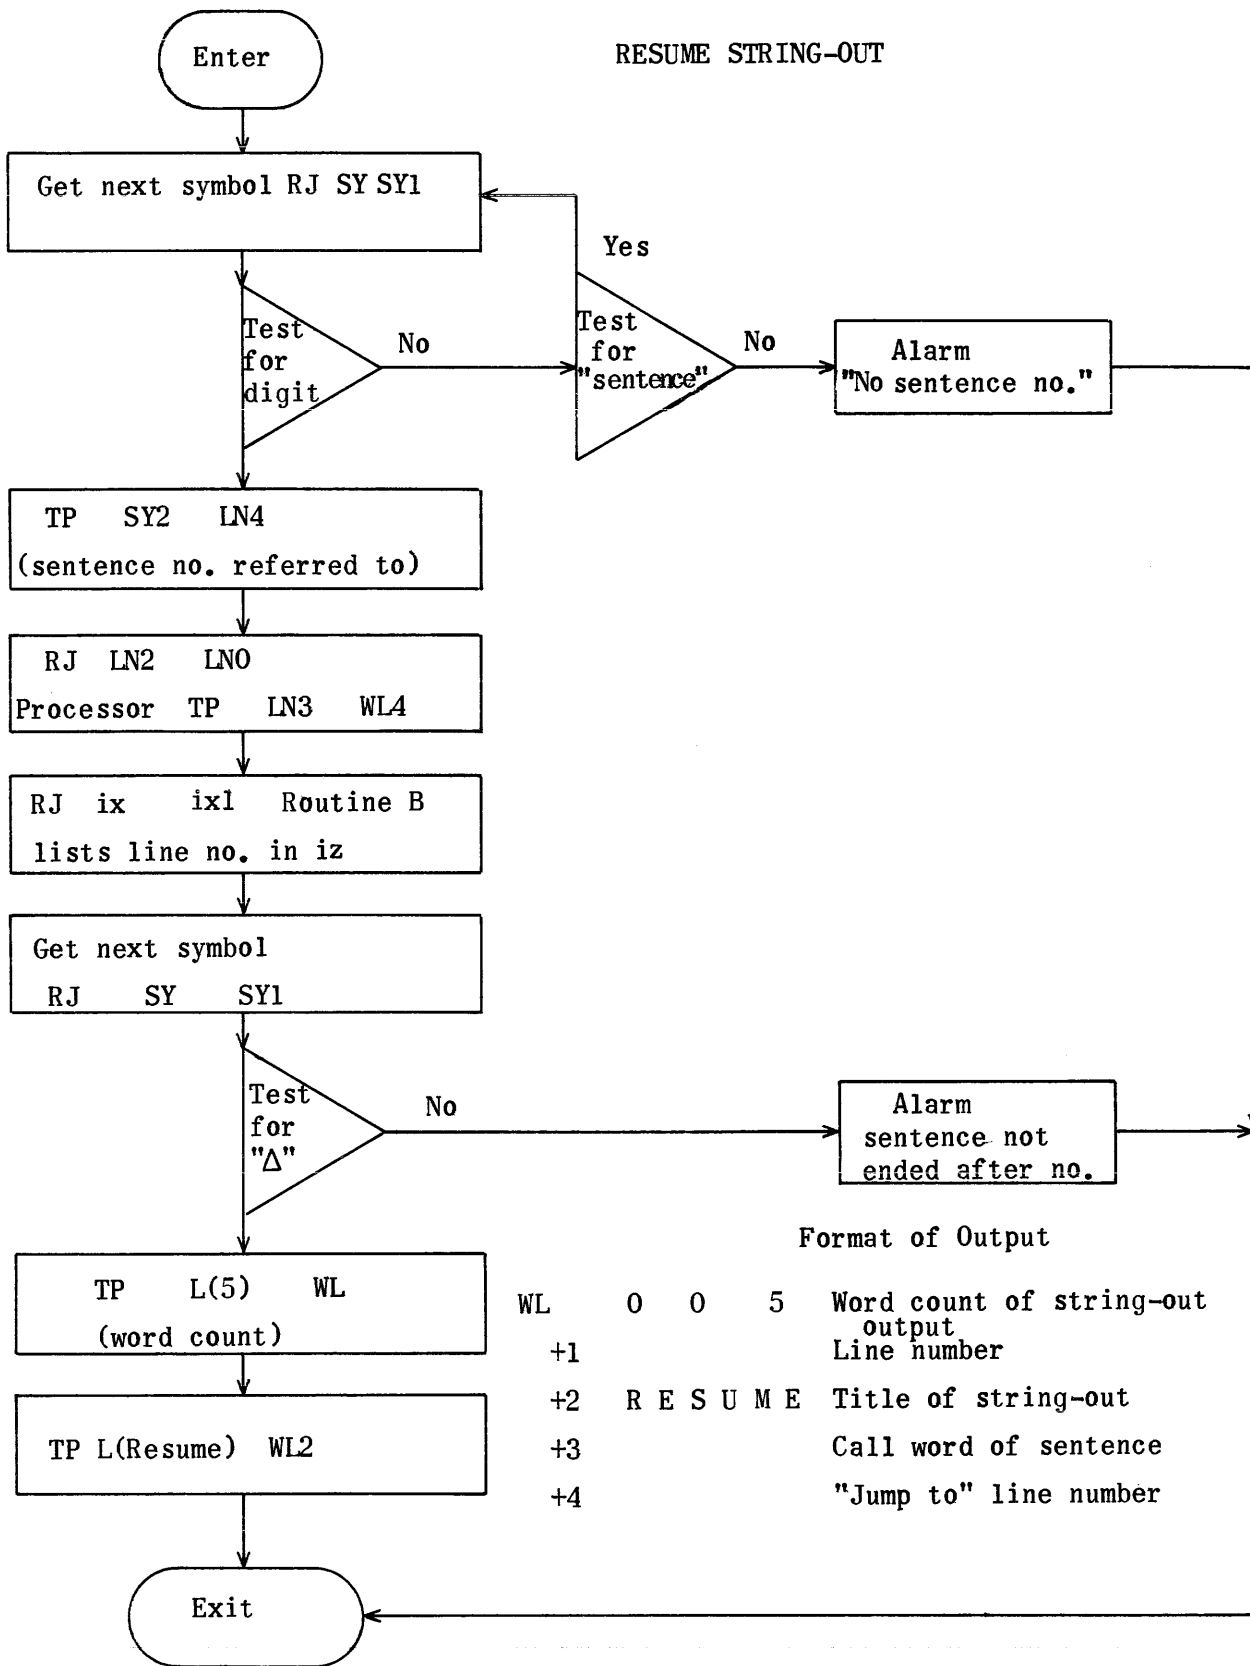 Enter
RESUME STRING-OUT
Get next symbol RJ SY SY1
Yes
Test
for
digit
No
Test
for
"sentence"
No
Alarm
"No sentence no."
TP SY2 LN4
(sentence no. referred to)
RJ LN2 LN0
Processor TP LN3 WL4
RJ ix ix1 Routine B
lists line no. in iz
Get next symbol
RJ SY SY1
Test
for
"Δ"
No
Alarm
sentence not
ended after no.
TP L(5) WL
(word count)
TP L(Resume) WL2
Exit
Format of Output
WL 0 0 5 Word count of string-out
output
+1 Line number
+2 R E S U M E Title of string-out
+3 Call word of sentence
+4 "Jump to" line number